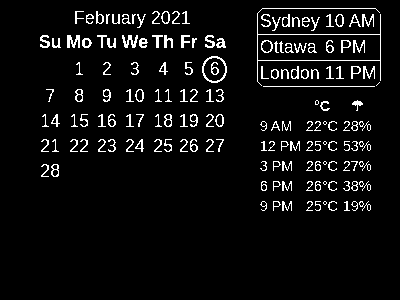 February 2021
Su Mo Tu We Th Fr Sa
1 2 3 4 5 6
7 8 9 10 11 12 13
14 15 16 17 18 19 20
21 22 23 24 25 26 27
28
Sydney 10 AM
Ottawa 6 PM
London 11 PM
°C ☂
9 AM 22°C 28%
12 PM 25°C 53%
3 PM 26°C 27%
6 PM 26°C 38%
9 PM 25°C 19%